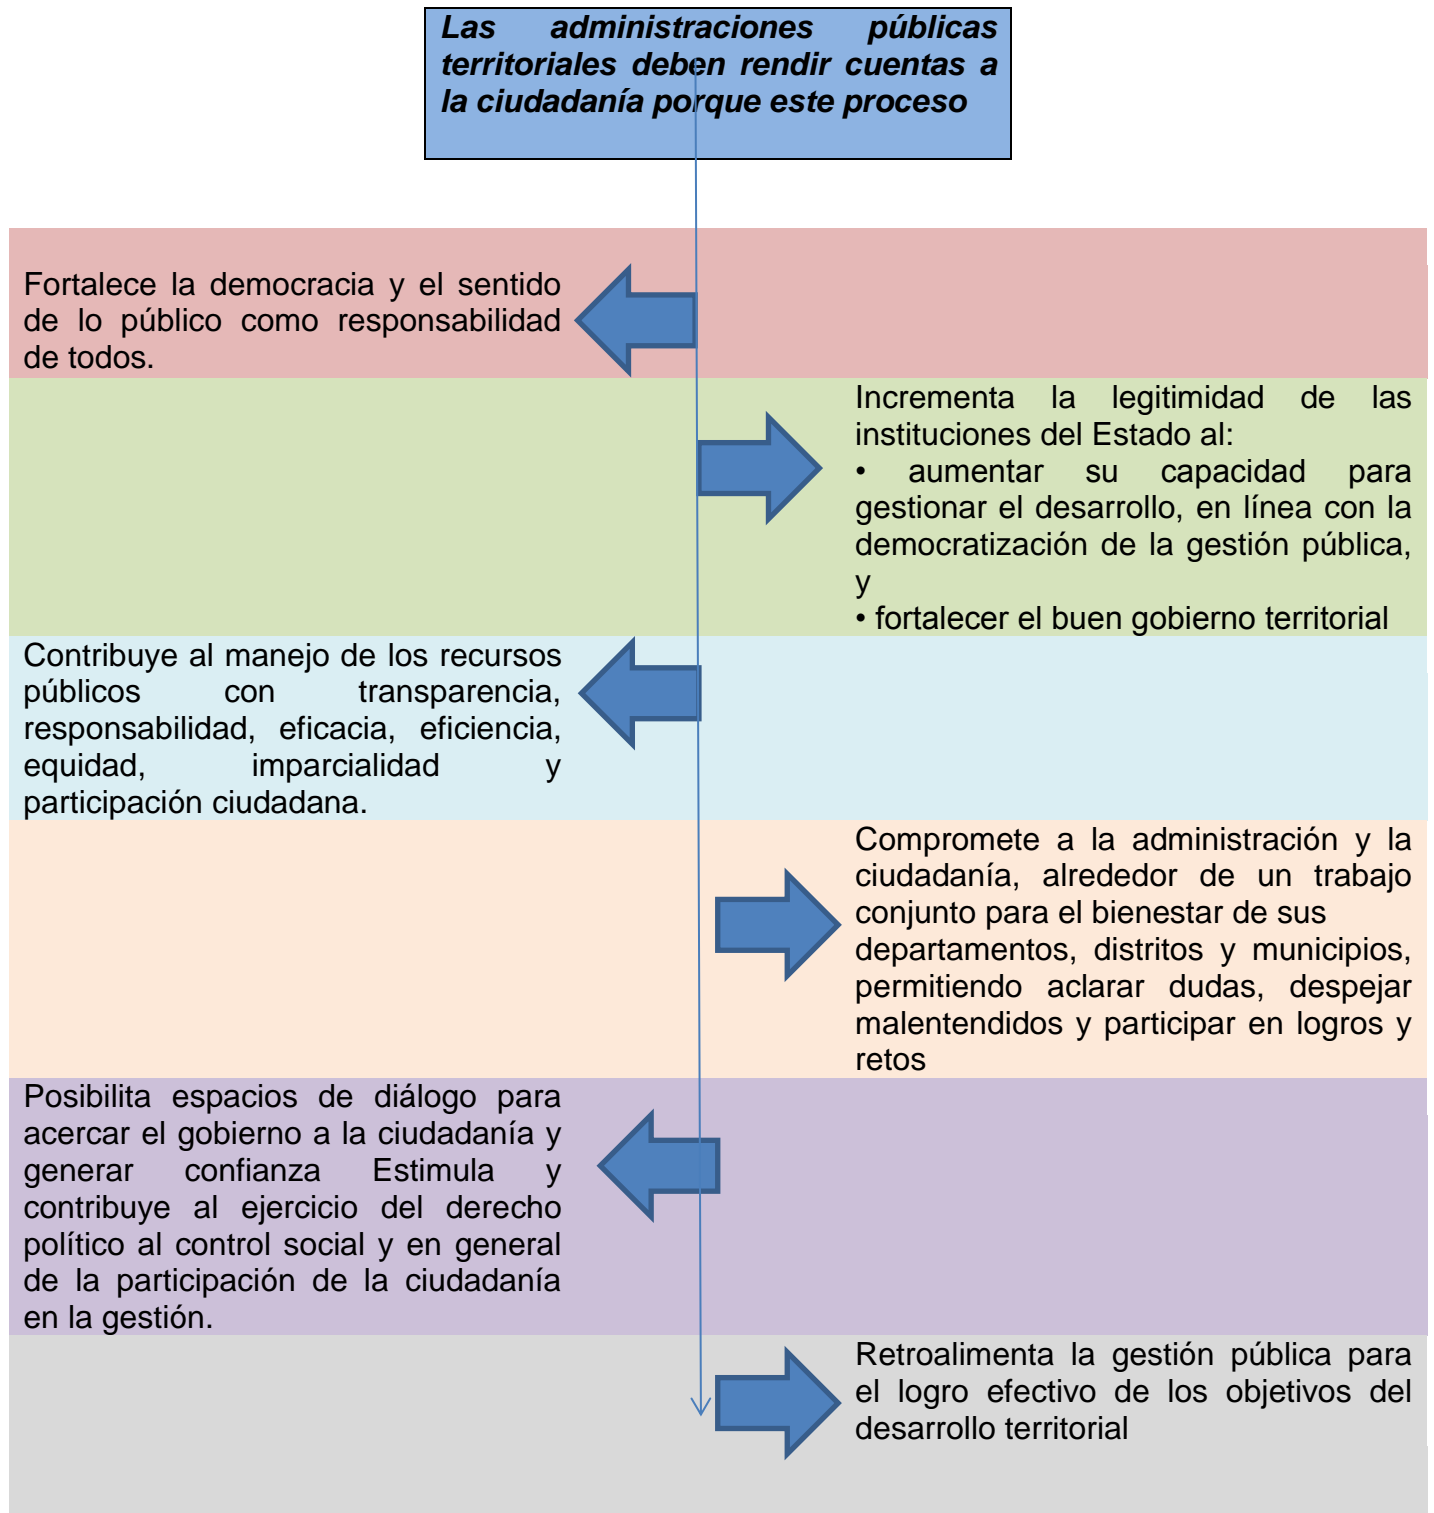 Las administraciones públicas
territoriales deben rendir cuentas a
la ciudadanía porque este proceso
Fortalece la democracia y el sentido
de lo público como responsabilidad
de todos.
Incrementa la legitimidad de las
instituciones del Estado al:
• aumentar su capacidad para
gestionar el desarrollo, en línea con la
democratización de la gestión pública,
y
• fortalecer el buen gobierno territorial
Contribuye al manejo de los recursos
públicos con transparencia,
responsabilidad, eficacia, eficiencia,
equidad, imparcialidad y
participación ciudadana.
Compromete a la administración y la
ciudadanía, alrededor de un trabajo
conjunto para el bienestar de sus
departamentos, distritos y municipios,
permitiendo aclarar dudas, despejar
malentendidos y participar en logros y
retos
Posibilita espacios de diálogo para
acercar el gobierno a la ciudadanía y
generar confianza Estimula y
contribuye al ejercicio del derecho
político al control social y en general
de la participación de la ciudadanía
en la gestión.
Retroalimenta la gestión pública para
el logro efectivo de los objetivos del
desarrollo territorial